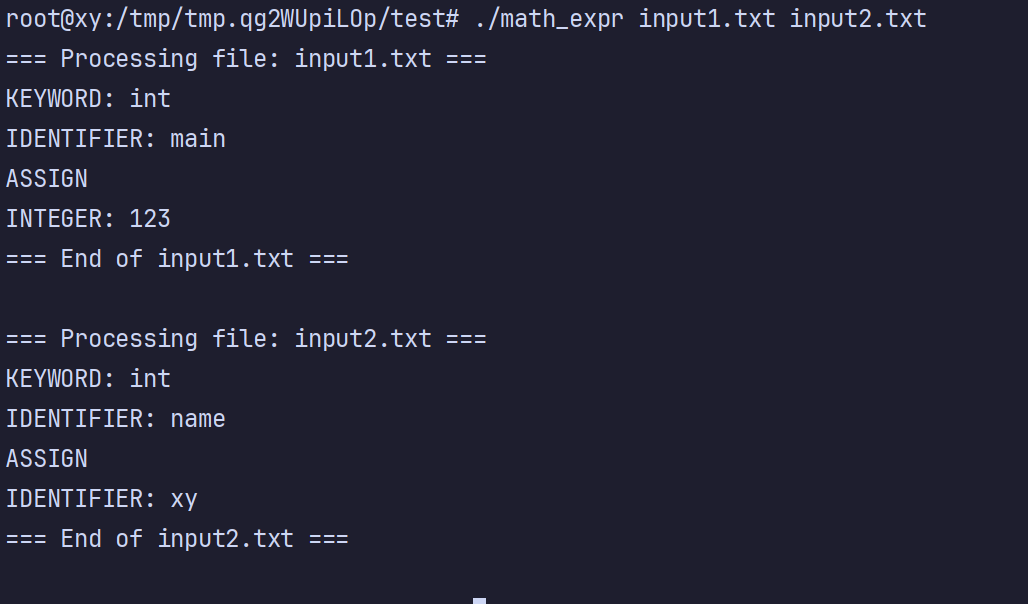 root@xy:/tmp/tmp.qg2WUpiLOp/test# ./math_expr input1.txt input2.txt
=== Processing file: input1.txt ===
KEYWORD: int
IDENTIFIER: main
ASSIGN
INTEGER: 123
=== End of input1.txt ===
=== Processing file: input2.txt ===
KEYWORD: int
IDENTIFIER: name
ASSIGN
IDENTIFIER: xy
=== End of input2.txt ===